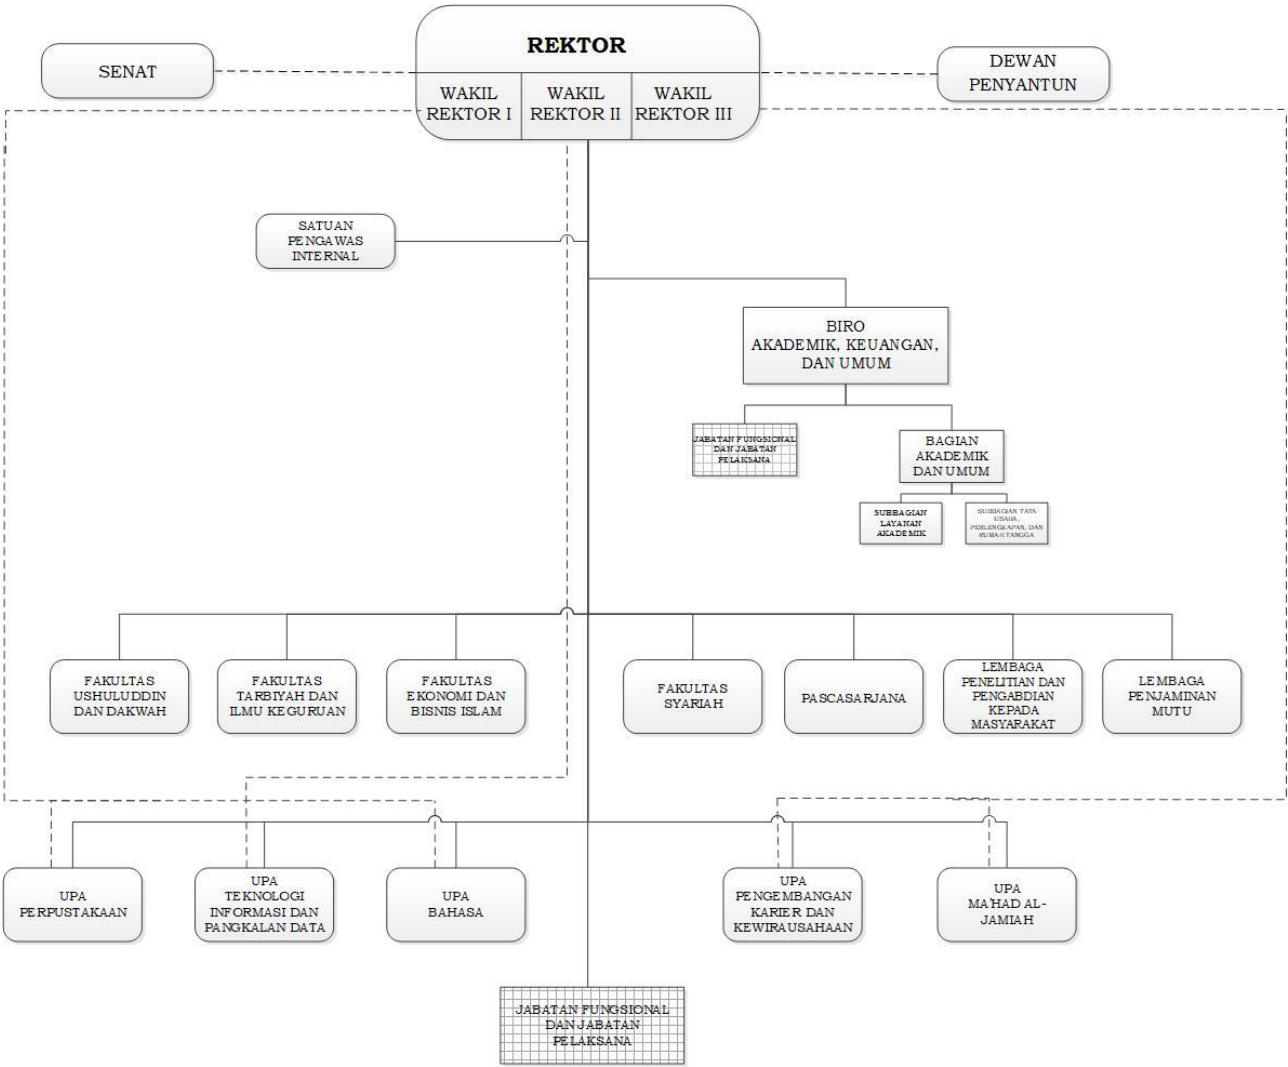 REKTOR
SENAT
DEWAN
PENYANTUN
WAKIL
REKTOR I
WAKIL
REKTOR II
WAKIL
REKTOR III
SATUAN
PENGAWAS
INTERNAL
BIRO
AKADEMIK, KEUANGAN,
DAN UMUM
JABATAN FUNGSIONAL
DAN JABATAN
PELAKSANA
BAGIAN
AKADEMIK
DAN UMUM
SUBBAGIAN
LAYANAN
AKADEMIK
SUBBAGIAN TATA
USAHA,
PERLENGKAPAN, DAN
RUMAH TANGGA
FAKULTAS
USHULUDDIN
DAN DAKWAH
FAKULTAS
TARBIYAH DAN
ILMU KEGURUAN
FAKULTAS
EKONOMI DAN
BISNIS ISLAM
FAKULTAS
SYARIAH
PASCASARJANA
LEMBAGA
PENELITIAN DAN
PENGABDIAN
KEPADA
MASYARAKAT
LEMBAGA
PENJAMINAN
MUTU
UPA
PERPUSTAKAAN
UPA
TEKNOLOGI
INFORMASI DAN
PANGKALAN DATA
UPA
BAHASA
UPA
PENGEMBANGAN
KARIER DAN
KEWIRAUSAHAAN
UPA
MA'HAD AL-
JAMIAH
JABATAN FUNGSIONAL
DAN JABATAN
PELAKSANA